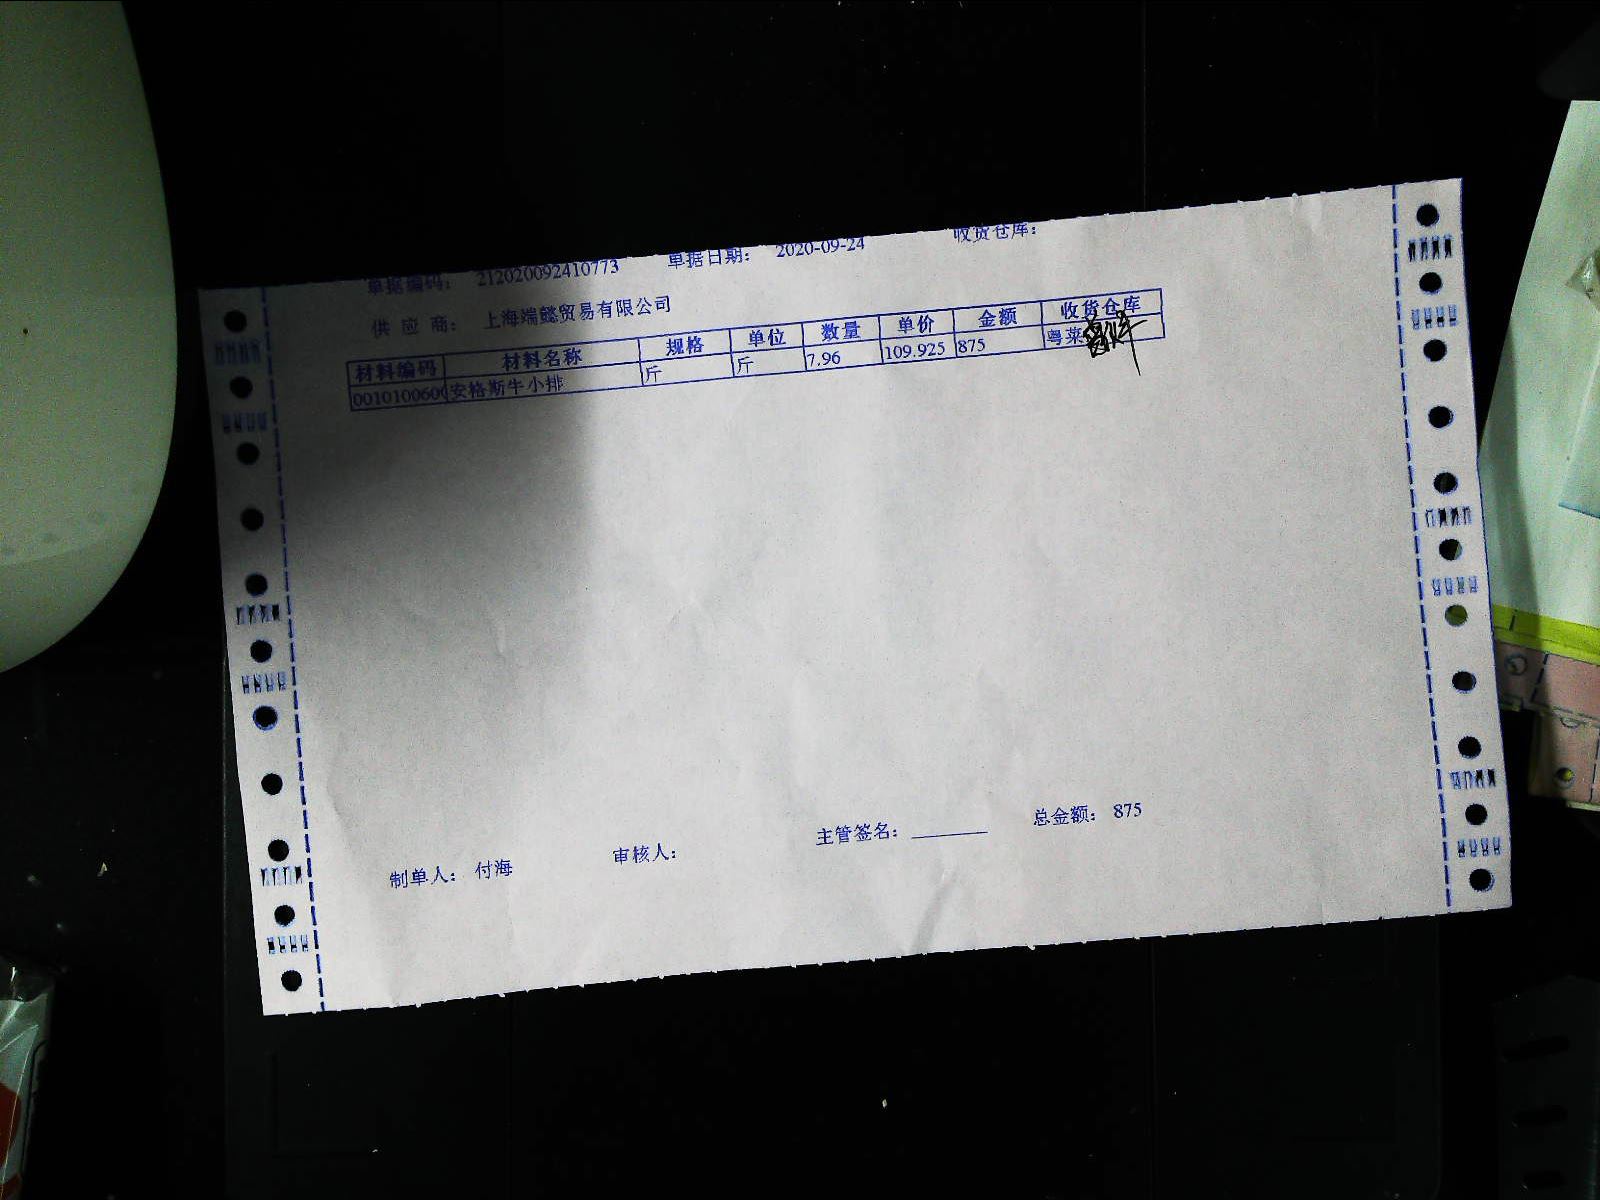 单据编码： 212020092410773 单据日期： 2020-09-24 收货仓库：
供 应 商： 上海端懿贸易有限公司
材料编码 材料名称 规格 单位 数量 单价 金额 收货仓库
0010100600 安格斯牛小排 斤 斤 7.96 109.925 875 粤菜
制单人： 付海 审核人： 主管签名： 总金额： 875